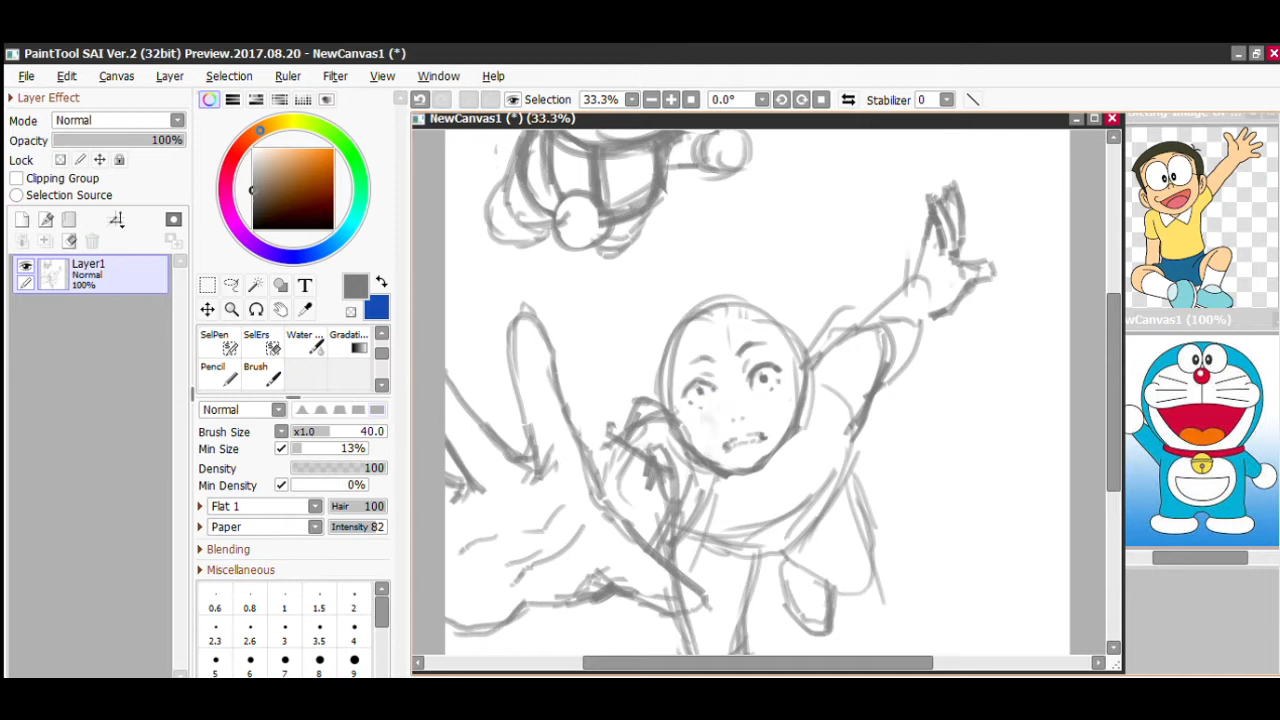 PaintTool SAI Ver.2 (32bit) Preview.2017.08.20 - NewCanvas1 (*)
File Edit Canvas Layer Selection Ruler Filter View Window Help
Layer Effect
Mode Normal
Opacity 100%
Lock
Clipping Group
Selection Source
Layer1
Normal
100%
T
SelPen SelErs Water ... Gradati...
Pencil Brush
Normal
Brush Size x1.0 40.0
Min Size 13%
Density 100
Min Density 0%
Flat 1 Hair 100
Paper Intensity 82
Blending
Miscellaneous
0.6 0.8 1 1.5 2
2.3 2.6 3 3.5 4
5 6 7 8 9
Selection 33.3% 0.0° Stabilizer 0
NewCanvas1 (*) (33.3%)
wCanvas1 (100%)